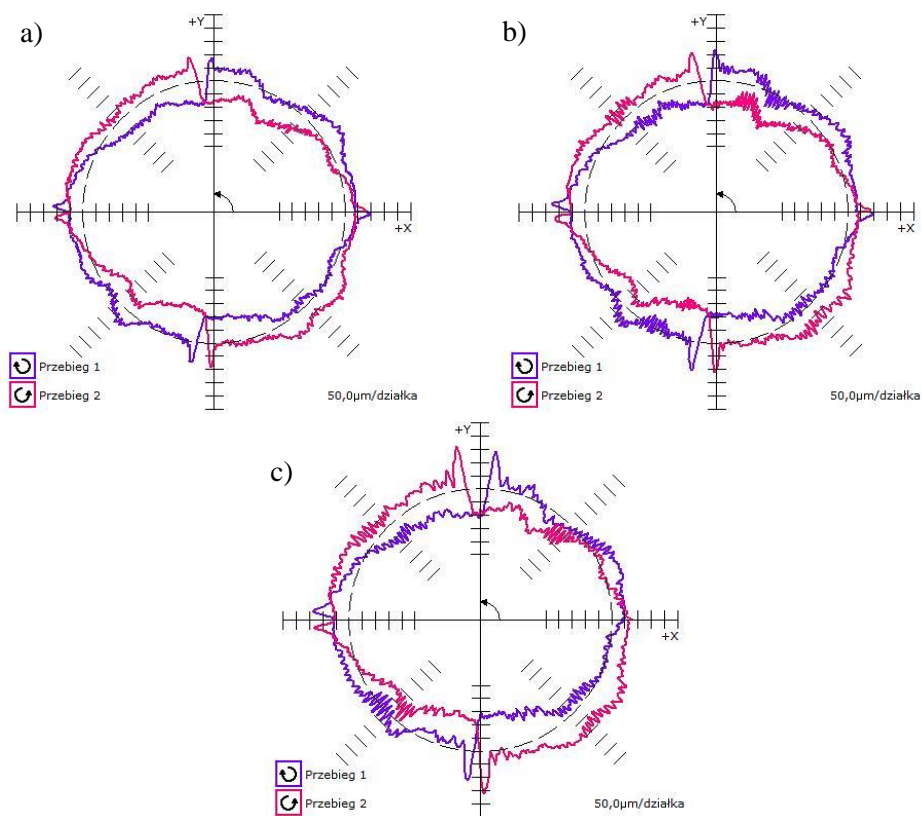 a)
+Y
+X
Przebieg 1
Przebieg 2
50,0µm/działka
b)
+Y
+X
Przebieg 1
Przebieg 2
50,0µm/działka
c)
+Y
+X
Przebieg 1
Przebieg 2
50,0µm/działka